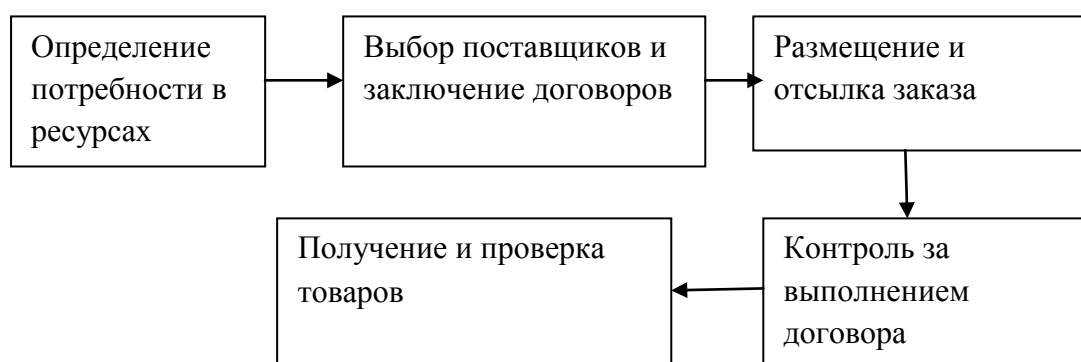 Определение
потребности в
ресурсах
Выбор поставщиков и
заключение договоров
Размещение и
отсылка заказа
Контроль за
выполнением
договора
Получение и проверка
товаров